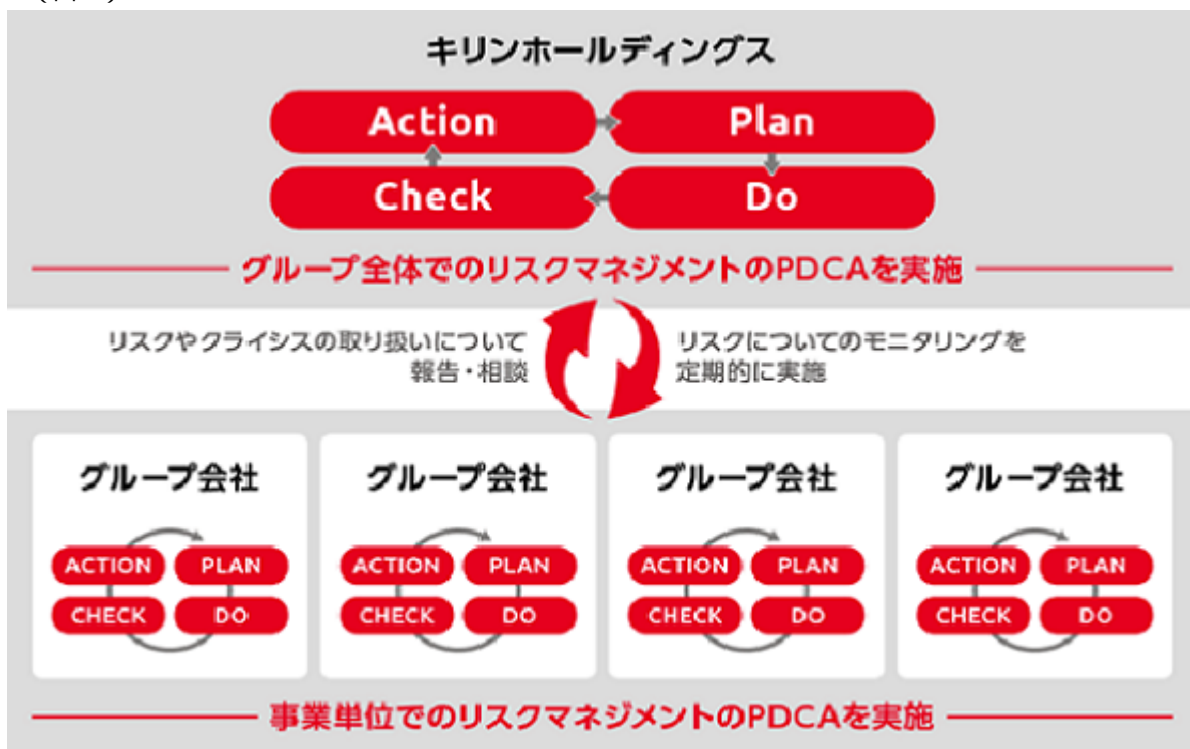 キリンホールディングス
Action
Plan
Check
Do
グループ全体でのリスクマネジメントのPDCAを実施
リスクやクライシスの取り扱いについて
報告・相談
リスクについてのモニタリングを
定期的に実施
グループ会社
ACTION
PLAN
CHECK
DO
グループ会社
ACTION
PLAN
CHECK
DO
グループ会社
ACTION
PLAN
CHECK
DO
グループ会社
ACTION
PLAN
CHECK
DO
事業単位でのリスクマネジメントのPDCAを実施